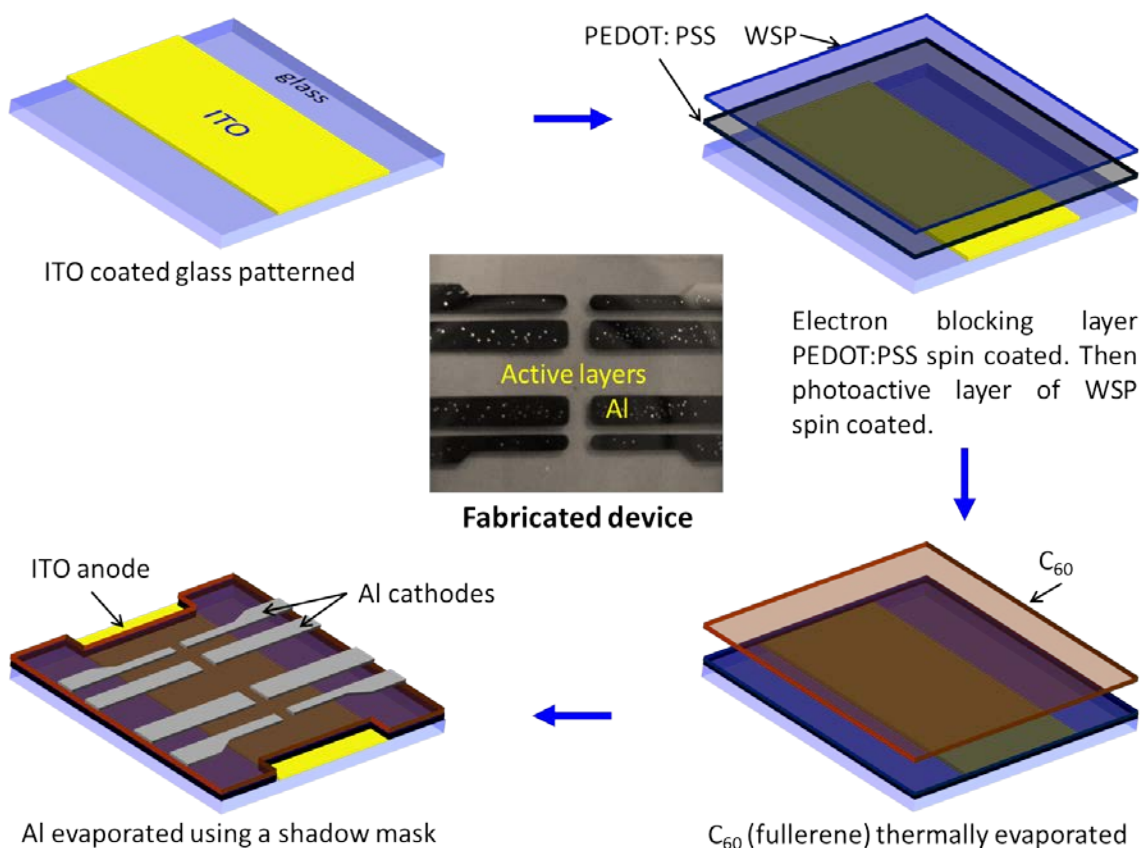 glass
ITO
ITO coated glass patterned
PEDOT: PSS WSP
Electron blocking layer
PEDOT:PSS spin coated. Then
photoactive layer of WSP
spin coated.
Active layers
Al
Fabricated device
C₆₀
C₆₀ (fullerene) thermally evaporated
ITO anode
Al cathodes
Al evaporated using a shadow mask